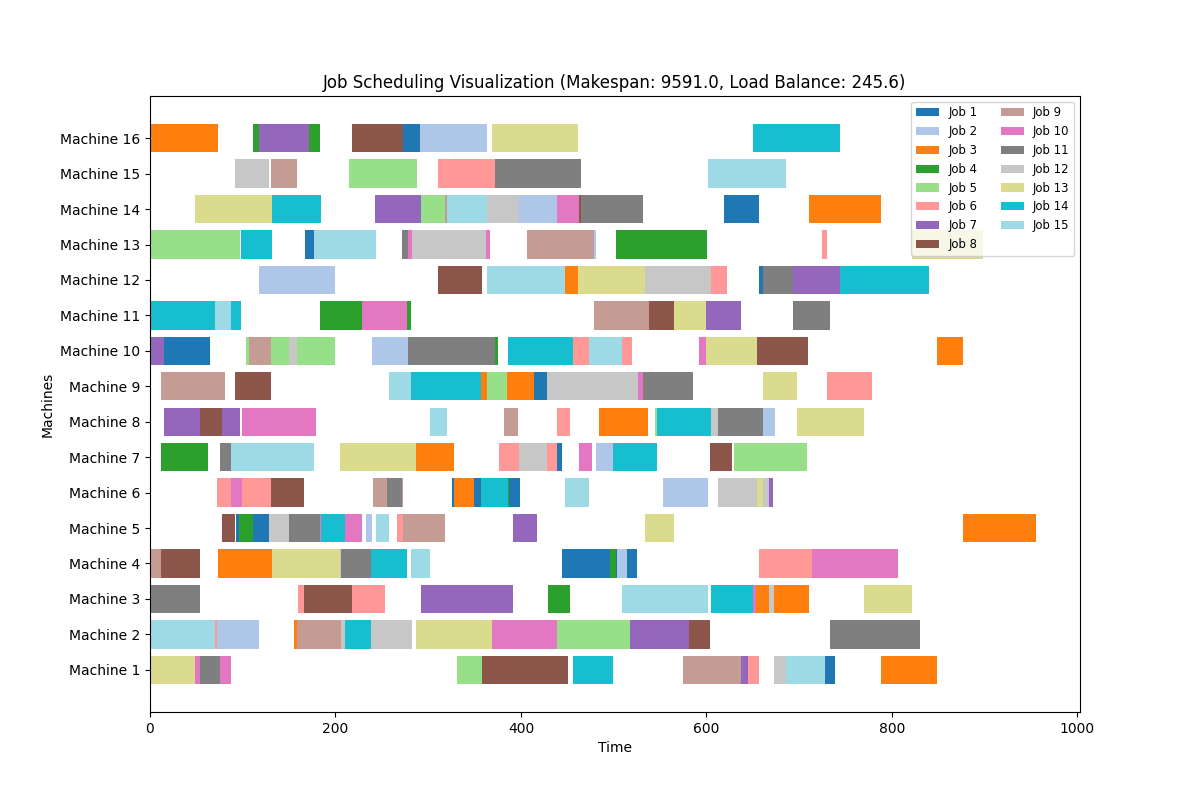 Job Scheduling Visualization (Makespan: 9591.0, Load Balance: 245.6)
Machine 16
Machine 15
Machine 14
Machine 13
Machine 12
Machine 11
Machine 10
Machine 9
Machine 8
Machine 7
Machine 6
Machine 5
Machine 4
Machine 3
Machine 2
Machine 1
Machines
0 200 400 600 800 1000
Time
Job 1
Job 2
Job 3
Job 4
Job 5
Job 6
Job 7
Job 8
Job 9
Job 10
Job 11
Job 12
Job 13
Job 14
Job 15